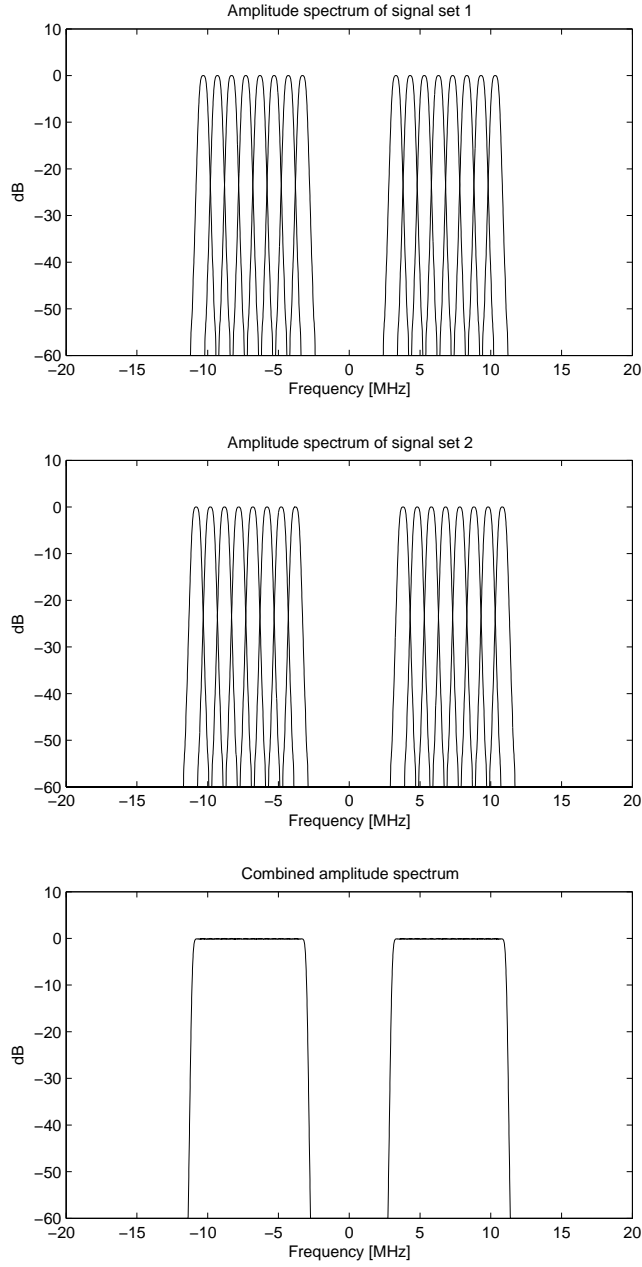 Amplitude spectrum of signal set 1
10
0
−10
−20
−30
−40
−50
−60
dB
−20 −15 −10 −5 0 5 10 15 20
Frequency [MHz]
Amplitude spectrum of signal set 2
10
0
−10
−20
−30
−40
−50
−60
dB
−20 −15 −10 −5 0 5 10 15 20
Frequency [MHz]
Combined amplitude spectrum
10
0
−10
−20
−30
−40
−50
−60
dB
−20 −15 −10 −5 0 5 10 15 20
Frequency [MHz]